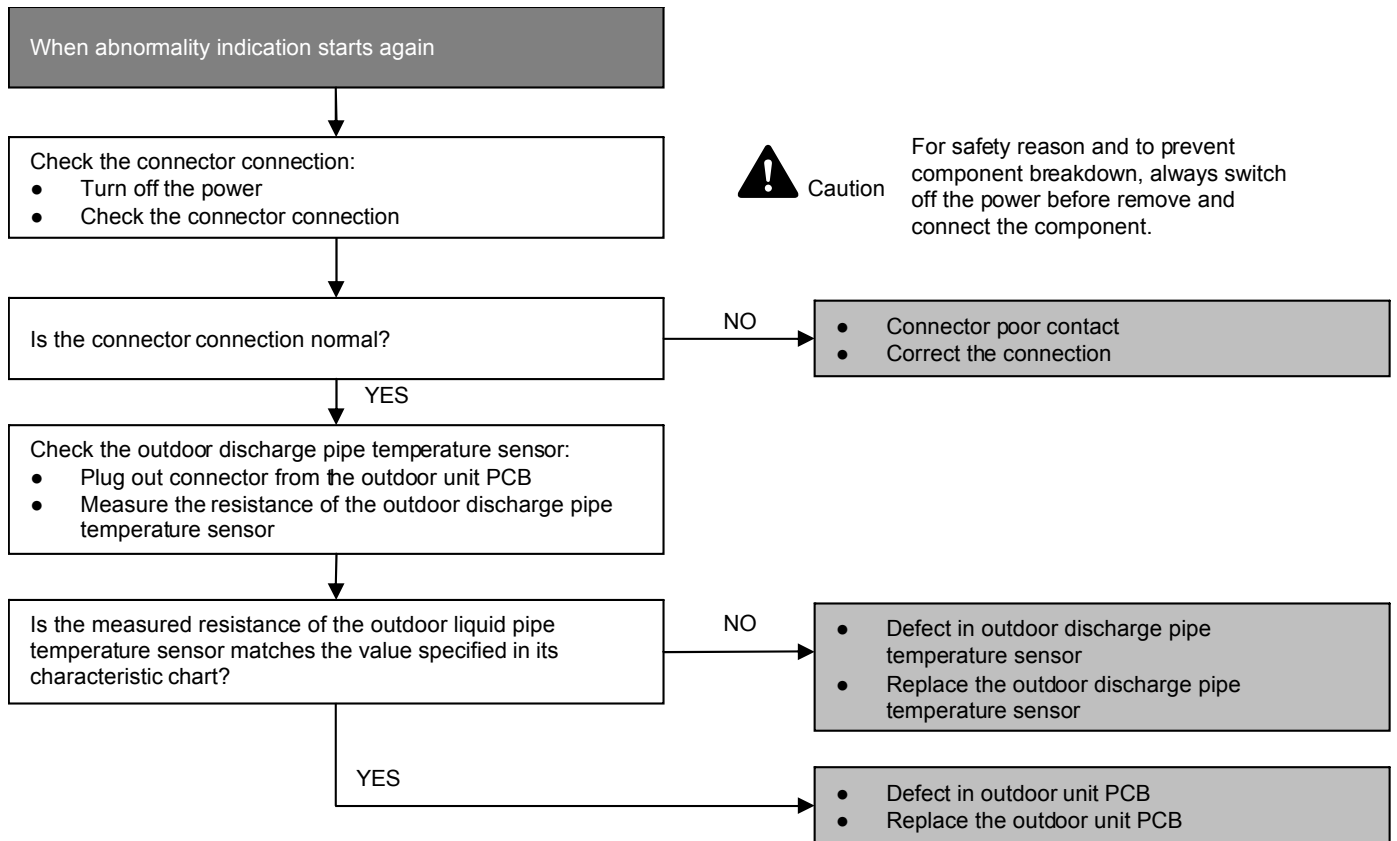 When abnormality indication starts again
Check the connector connection:
● Turn off the power
● Check the connector connection
Caution
For safety reason and to prevent
component breakdown, always switch
off the power before remove and
connect the component.
Is the connector connection normal?
NO
● Connector poor contact
● Correct the connection
YES
Check the outdoor discharge pipe temperature sensor:
● Plug out connector from the outdoor unit PCB
● Measure the resistance of the outdoor discharge pipe
temperature sensor
Is the measured resistance of the outdoor liquid pipe
temperature sensor matches the value specified in its
characteristic chart?
NO
● Defect in outdoor discharge pipe
temperature sensor
● Replace the outdoor discharge pipe
temperature sensor
YES
● Defect in outdoor unit PCB
● Replace the outdoor unit PCB